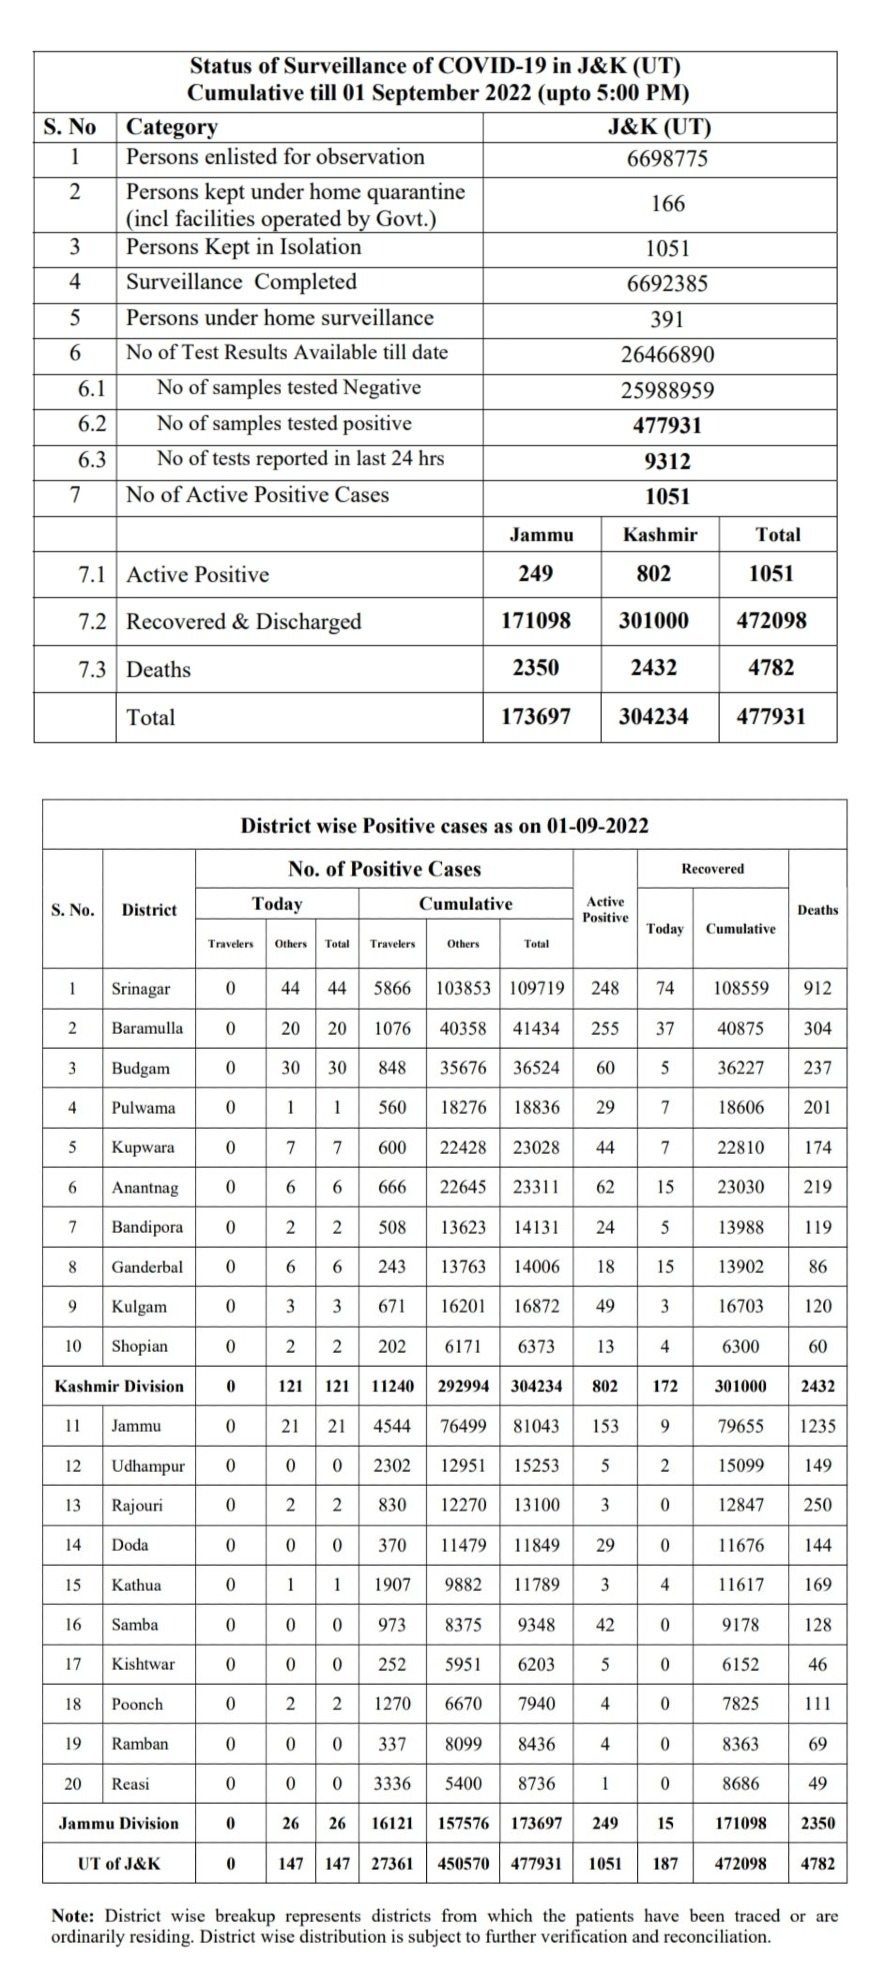 Status of Surveillance of COVID-19 in J&K (UT)
Cumulative till 01 September 2022 (upto 5:00 PM)
S. No Category J&K (UT)
1 Persons enlisted for observation 6698775
2 Persons kept under home quarantine
(incl facilities operated by Govt.) 166
3 Persons Kept in Isolation 1051
4 Surveillance Completed 6692385
5 Persons under home surveillance 391
6 No of Test Results Available till date 26466890
6.1 No of samples tested Negative 25988959
6.2 No of samples tested positive 477931
6.3 No of tests reported in last 24 hrs 9312
7 No of Active Positive Cases 1051
Jammu Kashmir Total
7.1 Active Positive 249 802 1051
7.2 Recovered & Discharged 171098 301000 472098
7.3 Deaths 2350 2432 4782
Total 173697 304234 477931
District wise Positive cases as on 01-09-2022
No. of Positive Cases Recovered
S. No. District Today Cumulative Active Positive Today Cumulative Deaths
Travelers Others Total Travelers Others Total
1 Srinagar 0 44 44 5866 103853 109719 248 74 108559 912
2 Baramulla 0 20 20 1076 40358 41434 255 37 40875 304
3 Budgam 0 30 30 848 35676 36524 60 5 36227 237
4 Pulwama 0 1 1 560 18276 18836 29 7 18606 201
5 Kupwara 0 7 7 600 22428 23028 44 7 22810 174
6 Anantnag 0 6 6 666 22645 23311 62 15 23030 219
7 Bandipora 0 2 2 508 13623 14131 24 5 13988 119
8 Ganderbal 0 6 6 243 13763 14006 18 15 13902 86
9 Kulgam 0 3 3 671 16201 16872 49 3 16703 120
10 Shopian 0 2 2 202 6171 6373 13 4 6300 60
Kashmir Division 0 121 121 11240 292994 304234 802 172 301000 2432
11 Jammu 0 21 21 4544 76499 81043 153 9 79655 1235
12 Udhampur 0 0 0 2302 12951 15253 5 2 15099 149
13 Rajouri 0 2 2 830 12270 13100 3 0 12847 250
14 Doda 0 0 0 370 11479 11849 29 0 11676 144
15 Kathua 0 1 1 1907 9882 11789 3 4 11617 169
16 Samba 0 0 0 973 8375 9348 42 0 9178 128
17 Kishtwar 0 0 0 252 5951 6203 5 0 6152 46
18 Poonch 0 2 2 1270 6670 7940 4 0 7825 111
19 Ramban 0 0 0 337 8099 8436 4 0 8363 69
20 Reasi 0 0 0 3336 5400 8736 1 0 8686 49
Jammu Division 0 26 26 16121 157576 173697 249 15 171098 2350
UT of J&K 0 147 147 27361 450570 477931 1051 187 472098 4782
Note: District wise breakup represents districts from which the patients have been traced or are
ordinarily residing. District wise distribution is subject to further verification and reconciliation.